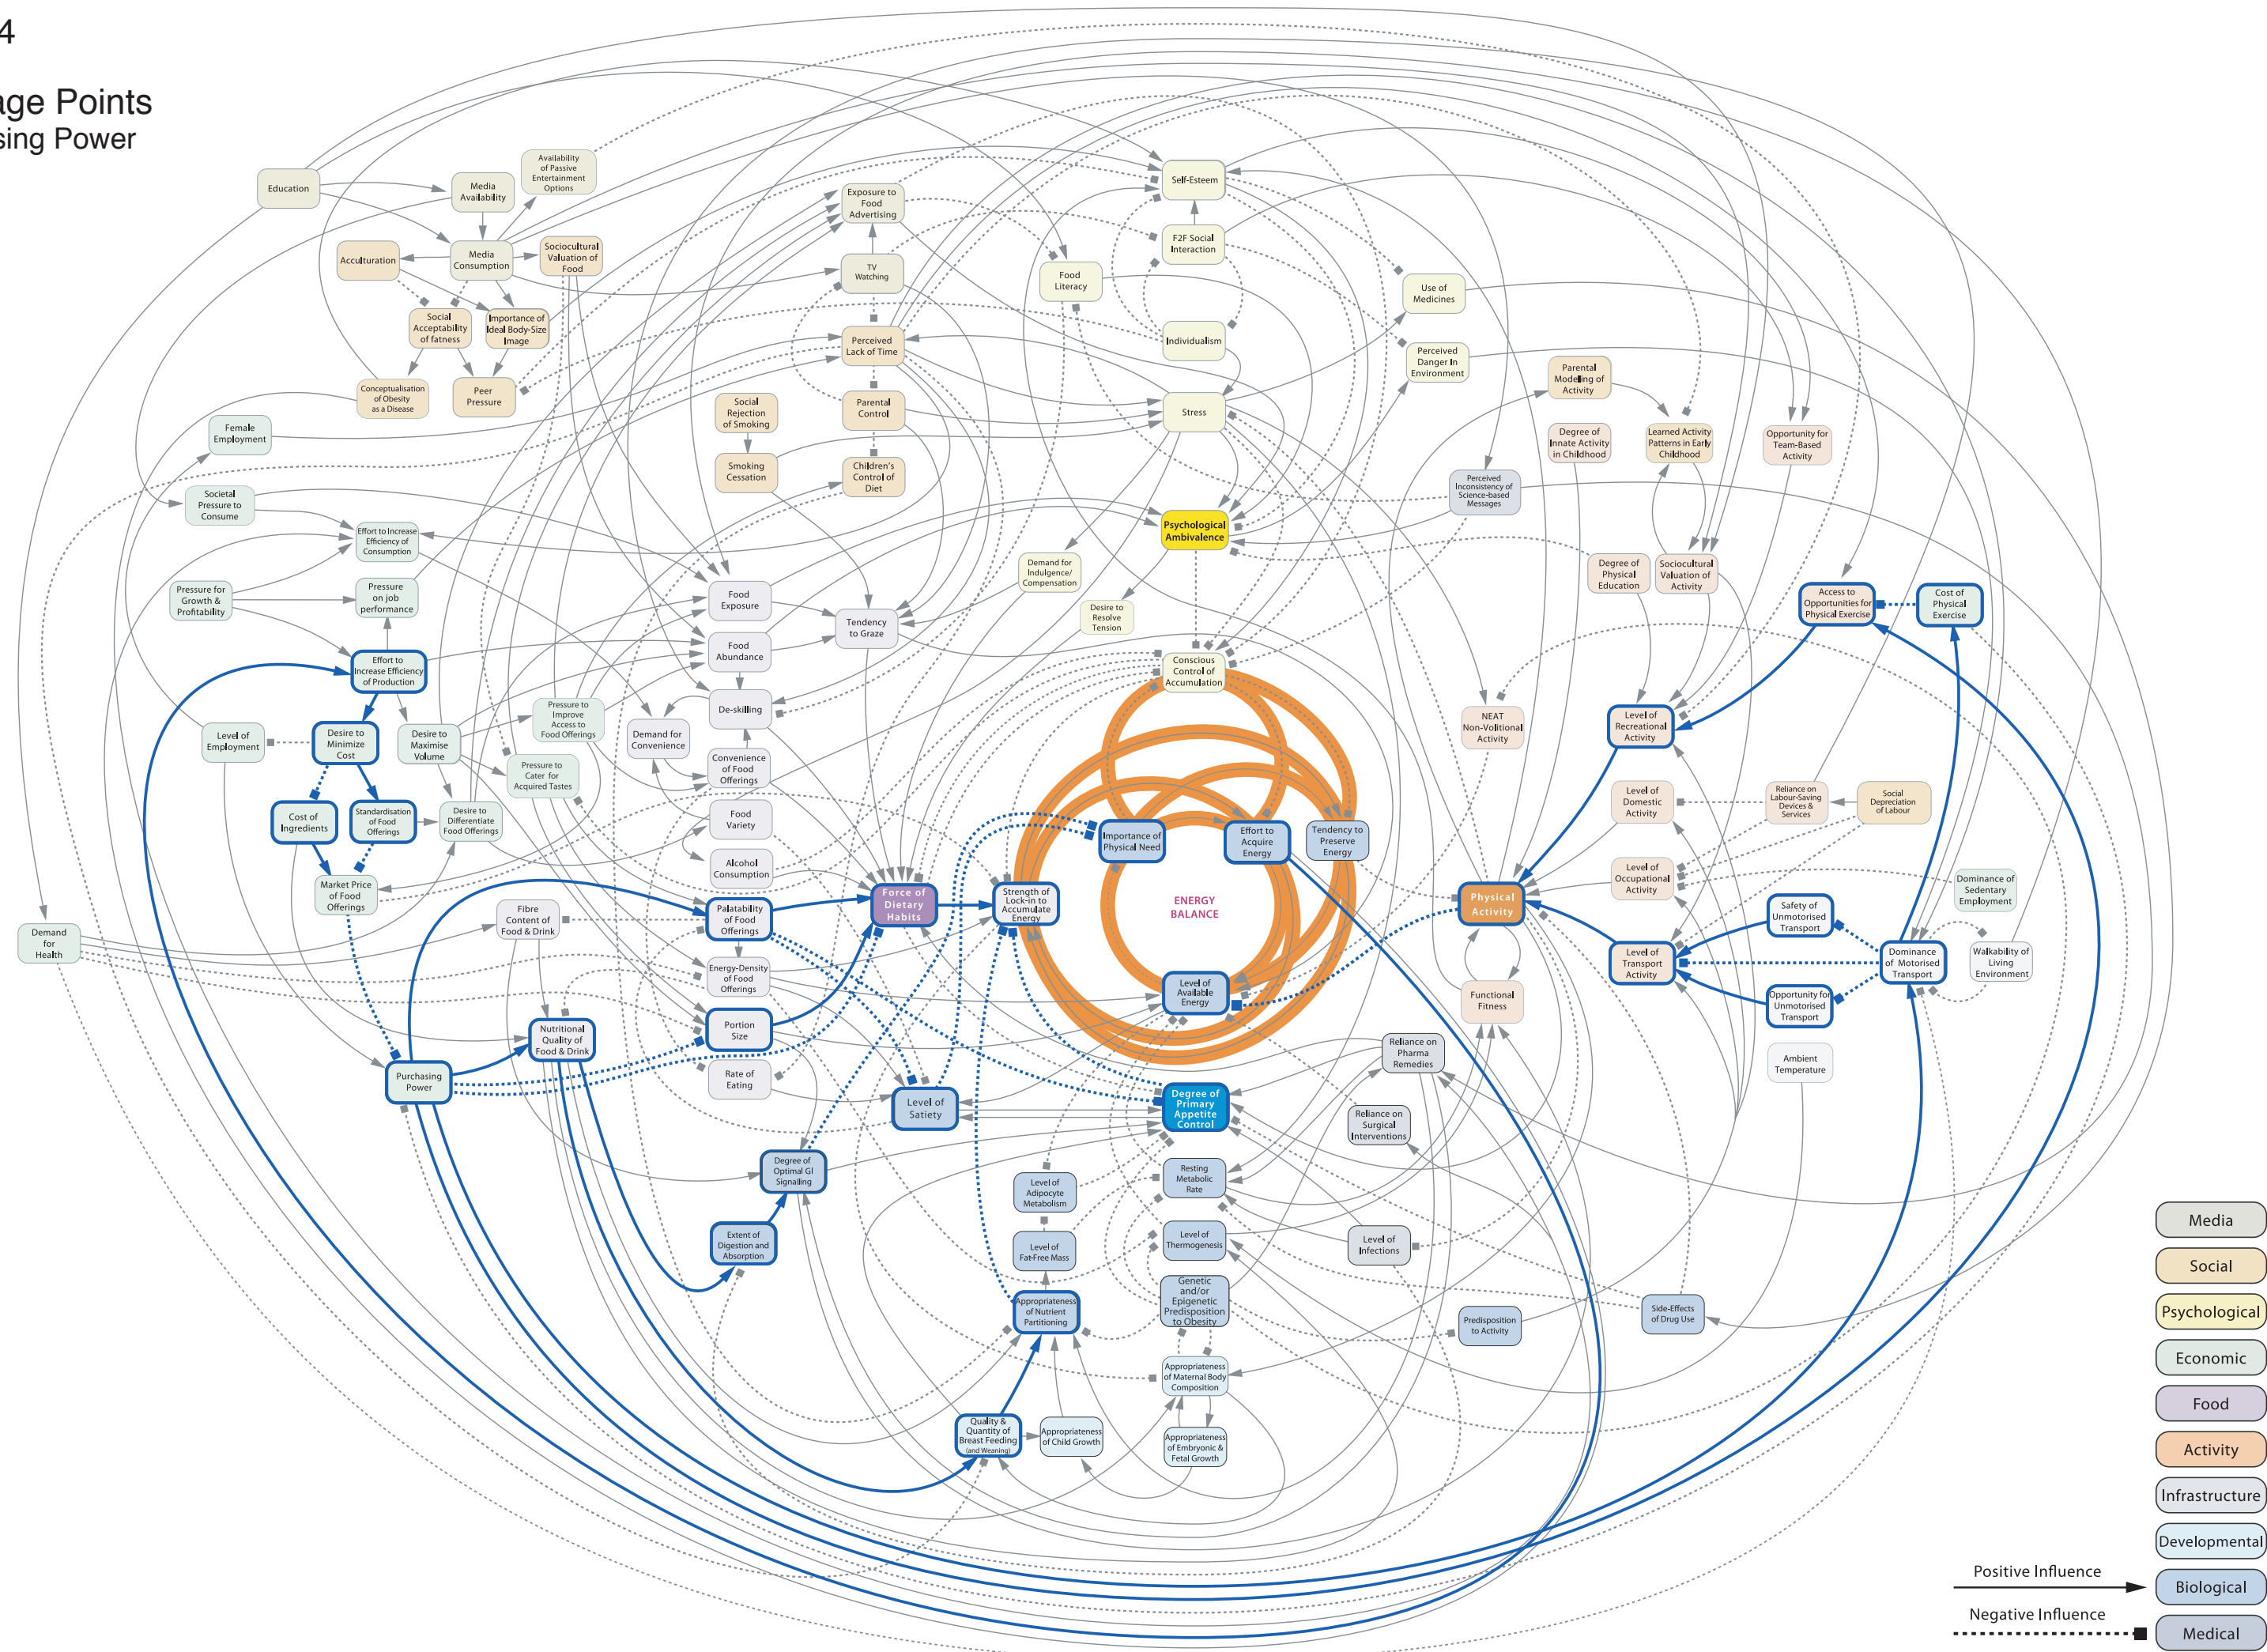 4
age Points
sing Power
Education
Media
Availability
Availability
of Passive
Entertainment
Options
Acculturation
Media
Consumption
Sociocultural
Valuation of
Food
Social
Acceptability
of fatness
Importance of
Ideal Body-Size
Image
Conceptualisation
of Obesity
as a Disease
Peer
Pressure
Exposure to
Food
Advertising
TV
Watching
Perceived
Lack of Time
Parental
Control
Children's
Control of
Diet
Social
Rejection
of Smoking
Smoking
Cessation
Self-Esteem
F2F Social
Interaction
Food
Literacy
Individualism
Stress
Use of
Medicines
Perceived
Danger In
Environment
Parental
Modeling of
Activity
Degree of
Innate Activity
in Childhood
Learned Activity
Patterns in Early
Childhood
Opportunity for
Team-Based
Activity
Perceived
Inconsistency of
Science-based
Messages
Psychological
Ambivalence
Demand for
Indulgence/
Compensation
Desire to
Resolve
Tension
Degree of
Physical
Education
Sociocultural
Valuation of
Activity
Access to
Opportunities for
Physical Exercise
Cost of
Physical
Exercise
Female
Employment
Societal
Pressure to
Consume
Effort to Increase
Efficiency of
Consumption
Pressure for
Growth &
Profitability
Pressure
on job
performance
Effort to
Increase Efficiency
of Production
Level of
Employment
Desire to
Minimize
Cost
Desire to
Maximise
Volume
Pressure to
Improve
Access to
Food Offerings
Pressure to
Cater for
Acquired Tastes
Cost of
Ingredients
Standardisation
of Food
Offerings
Desire to
Differentiate
Food Offerings
Market Price
of Food
Offerings
Demand
for
Health
Fibre
Content of
Food & Drink
Nutritional
Quality of
Food & Drink
Purchasing
Power
Food
Exposure
Food
Abundance
Tendency
to Graze
De-skilling
Demand for
Convenience
Convenience
of Food
Offerings
Food
Variety
Alcohol
Consumption
Palatability
of Food
Offerings
Energy-Density
of Food
Offerings
Portion
Size
Rate of
Eating
Force of
Dietary
Habits
Strength of
Lock-in to
Accumulate
Energy
Conscious
Control of
Accumulation
Importance of
Physical Need
Effort to
Acquire
Energy
Tendency to
Preserve
Energy
ENERGY
BALANCE
Level of
Available
Energy
NEAT
Non-Volitional
Activity
Level of
Recreational
Activity
Level of
Domestic
Activity
Reliance on
Labour-Saving
Devices &
Services
Social
Depreciation
of Labour
Level of
Occupational
Activity
Dominance of
Sedentary
Employment
Physical
Activity
Safety of
Unmotorised
Transport
Level of
Transport
Activity
Dominance
of Motorised
Transport
Walkability of
Living
Environment
Opportunity for
Unmotorised
Transport
Functional
Fitness
Ambient
Temperature
Reliance on
Pharma
Remedies
Reliance on
Surgical
Interventions
Level of
Satiety
Degree of
Primary
Appetite
Control
Degree of
Optimal GI
Signalling
Extent of
Digestion and
Absorption
Level of
Adipocyte
Metabolism
Resting
Metabolic
Rate
Level of
Fat-Free Mass
Level of
Thermogenesis
Level of
Infections
Appropriateness
of Nutrient
Partitioning
Genetic
and/or
Epigenetic
Predisposition
to Obesity
Predisposition
to Activity
Side-Effects
of Drug Use
Appropriateness
of Maternal Body
Composition
Quality &
Quantity of
Breast Feeding
(and Weaning)
Appropriateness
of Child Growth
Appropriateness
of Embryonic &
Fetal Growth
Media
Social
Psychological
Economic
Food
Activity
Infrastructure
Developmental
Biological
Medical
Positive Influence
Negative Influence